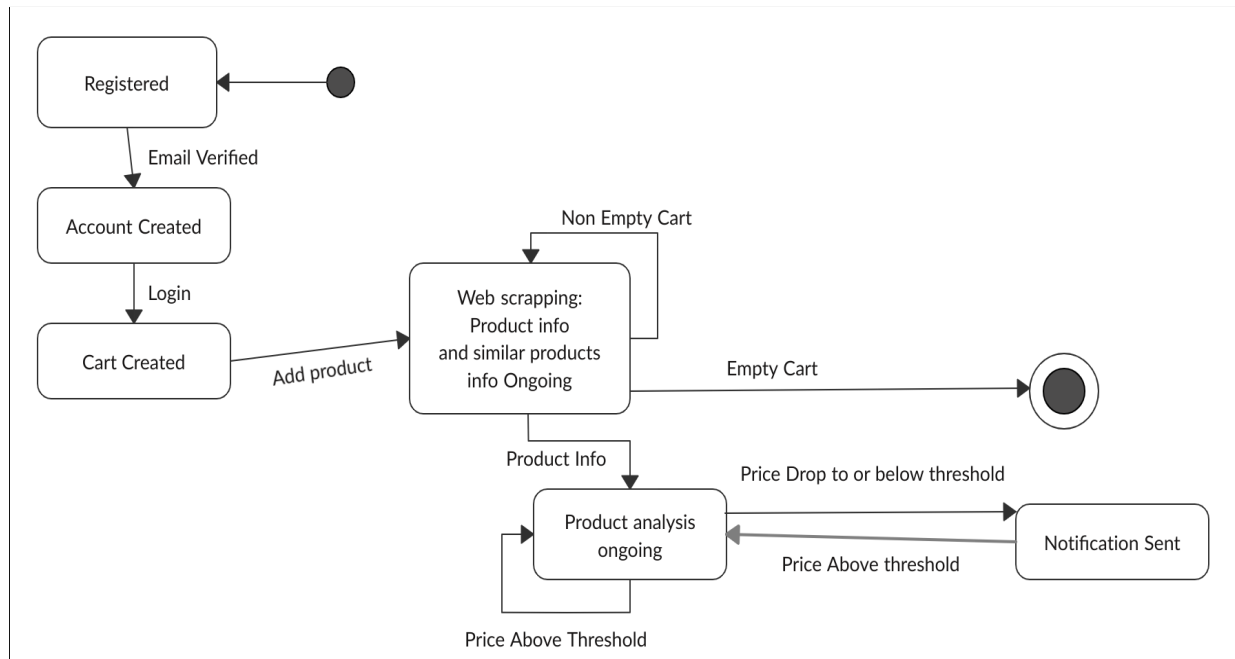 Registered
Email Verified
Account Created
Login
Cart Created
Add product
Non Empty Cart
Web scrapping:
Product info
and similar products
info Ongoing
Empty Cart
Product Info
Product analysis
ongoing
Price Above Threshold
Price Drop to or below threshold
Notification Sent
Price Above threshold